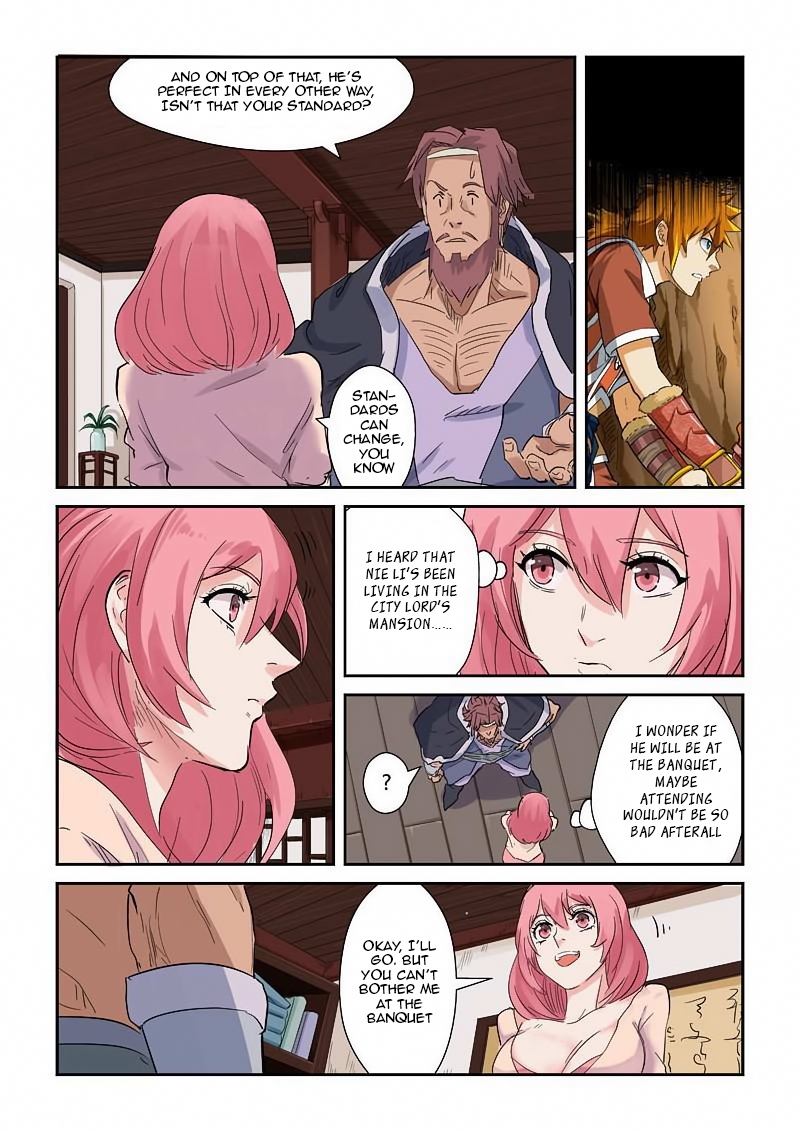 AND ON TOP OF THAT, HE'S
PERFECT IN EVERY OTHER WAY,
ISN'T THAT YOUR STANDARD?
STAN-
DARDS
CAN
CHANGE,
YOU
KNOW
I HEARD THAT
NIE LI'S BEEN
LIVING IN THE
CITY LORD'S
MANSION......
?
I WONDER IF
HE WILL BE AT
THE BANQUET,
MAYBE
ATTENDING
WOULDN'T BE SO
BAD AFTERALL
OKAY, I'LL
GO. BUT
YOU CAN'T
BOTHER ME
AT THE
BANQUET